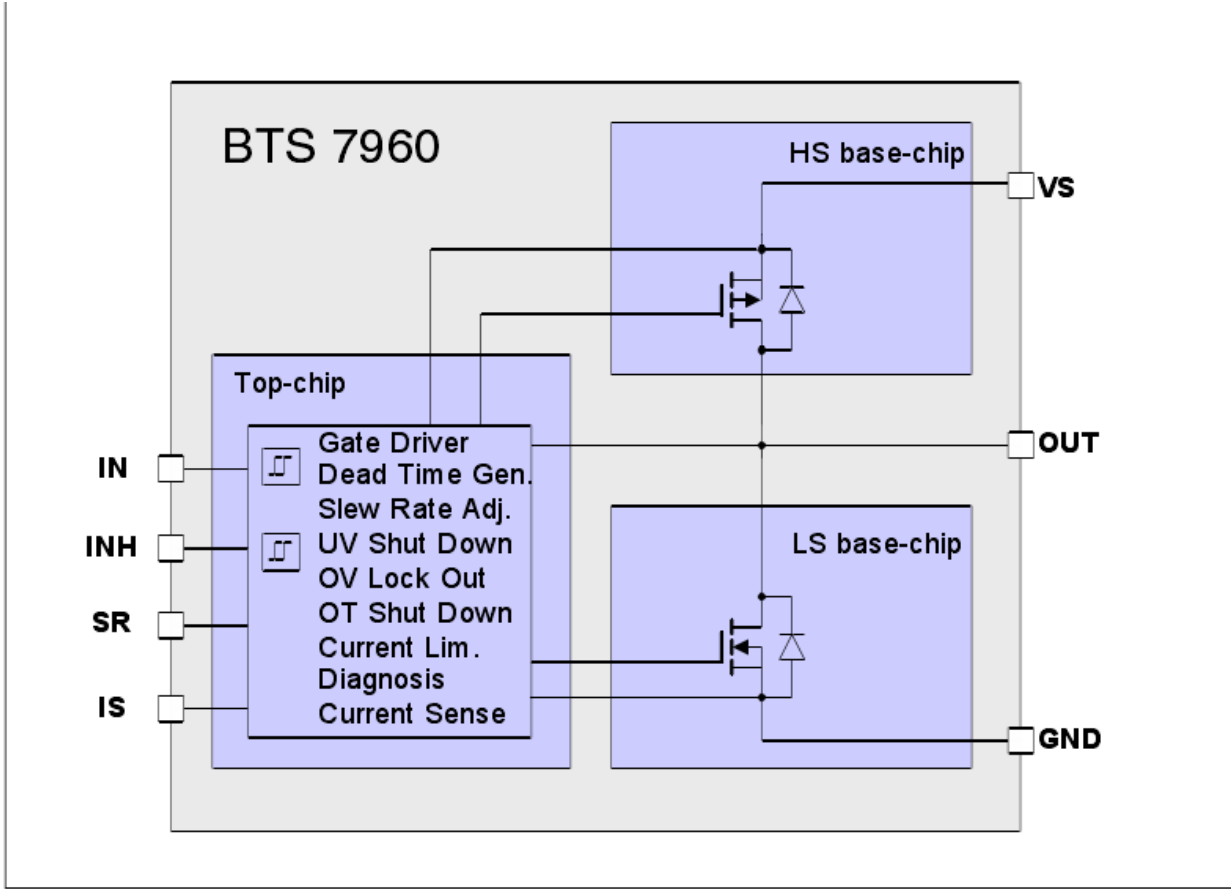 BTS 7960
HS base-chip
VS
Top-chip
Gate Driver
Dead Time Gen.
Slew Rate Adj.
UV Shut Down
OV Lock Out
OT Shut Down
Current Lim.
Diagnosis
Current Sense
IN
INH
SR
IS
OUT
LS base-chip
GND